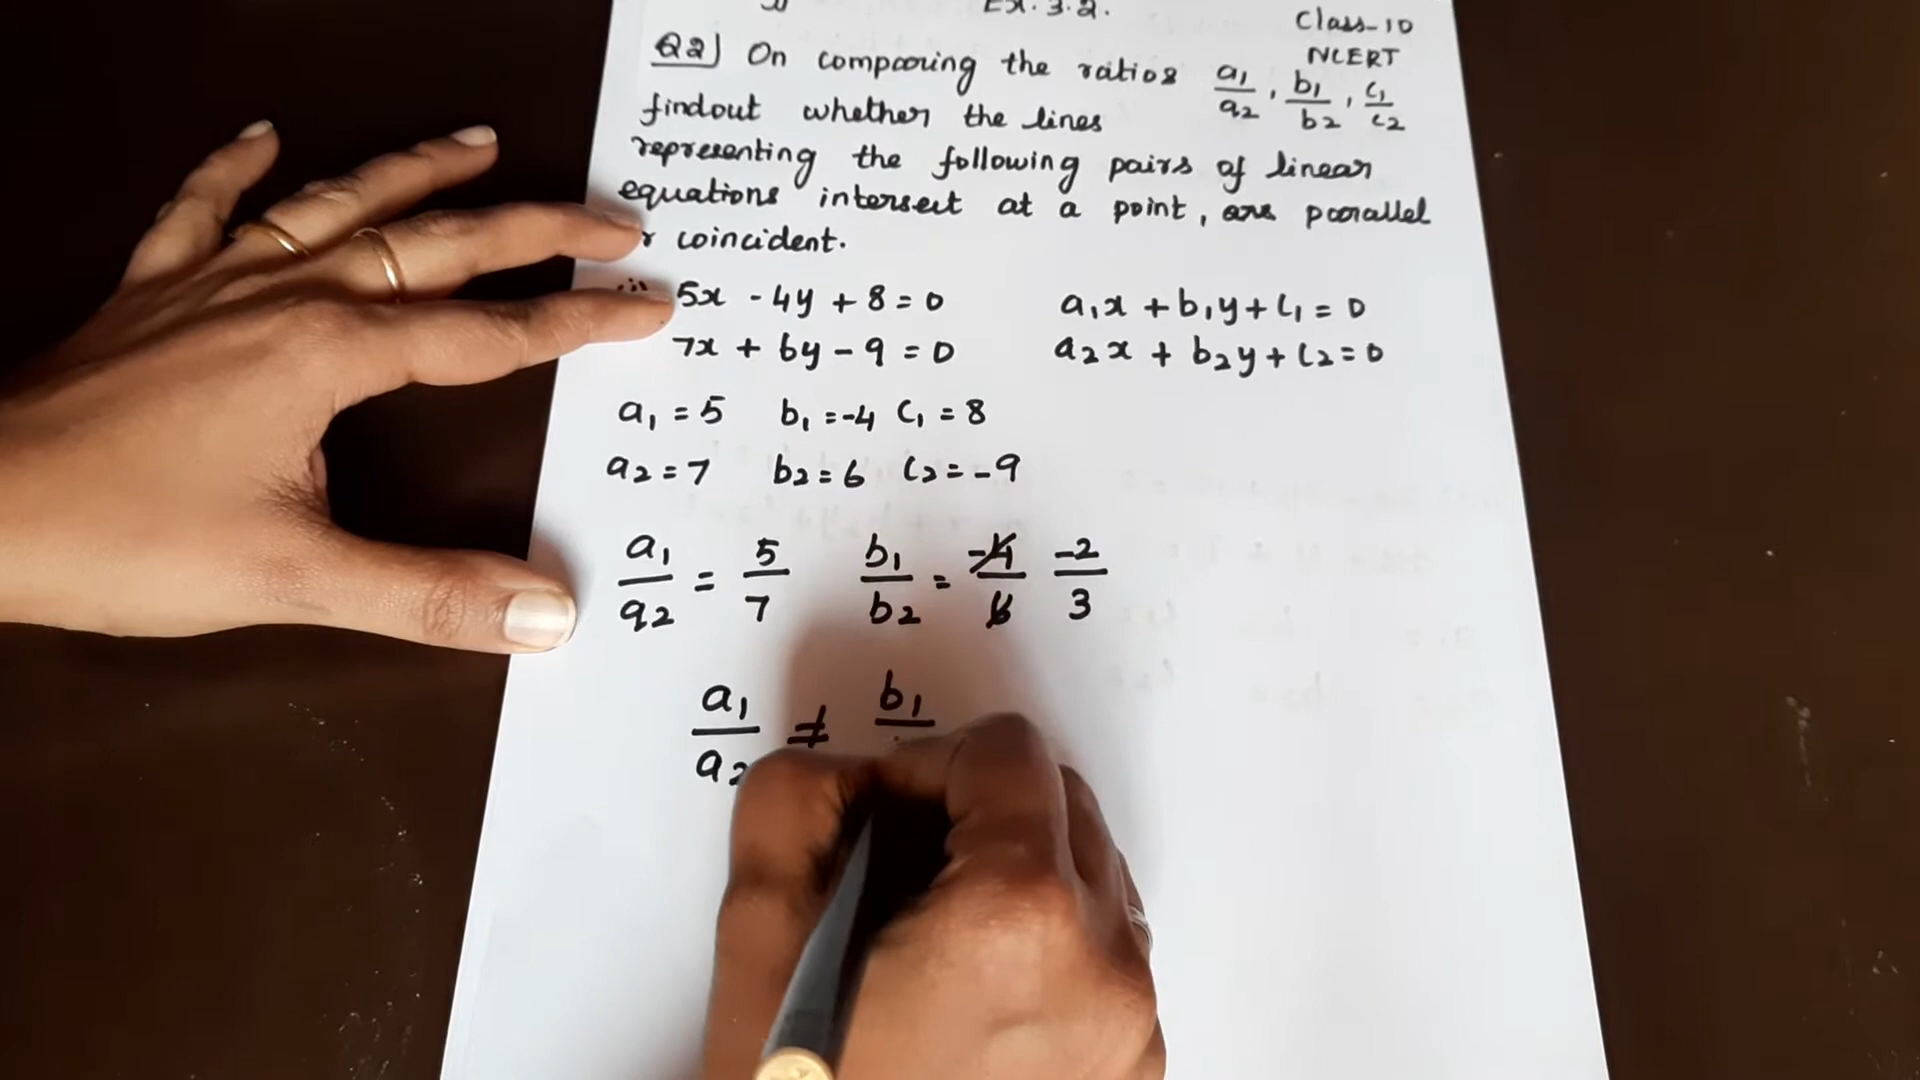 Ex. 3.2. Class-10
Q2) On comparing the ratios a1/a2, b1/b2, c1/c2 NCERT
findout whether the lines
representing the following pairs of linear
equations intersect at a point, are parallel
r coincident.
5x - 4y + 8 = 0 a1x + b1y + c1 = 0
7x + 6y - 9 = 0 a2x + b2y + c2 = 0
a1 = 5 b1 = -4 c1 = 8
a2 = 7 b2 = 6 c2 = -9
a1/a2 = 5/7 b1/b2 = -4/6 -2/3
a1/a2 ≠ b1